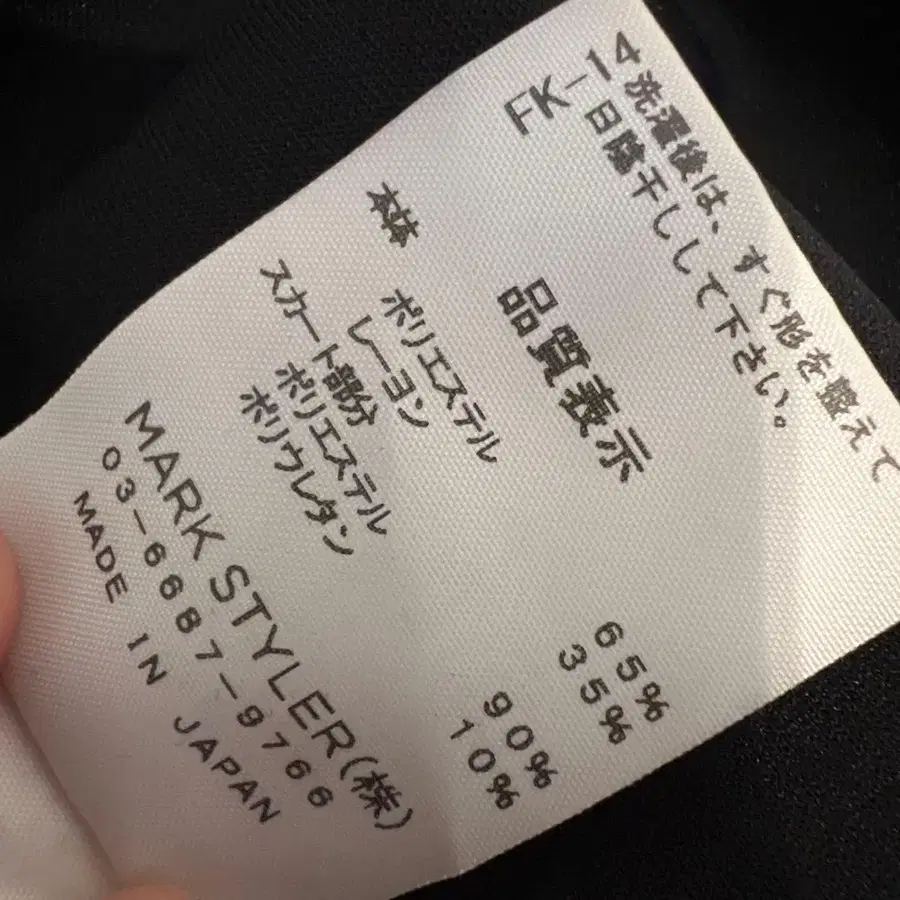 洗濯後は、すぐ形を整えて
日陰干しして下さい。
TK-14
品質表示
本体
ポリエステル 65%
レーヨン 35%
スカート部分
ポリエステル 90%
ポリウレタン 10%
MARK STYLER(株)
03-6687-9766
MADE IN JAPAN